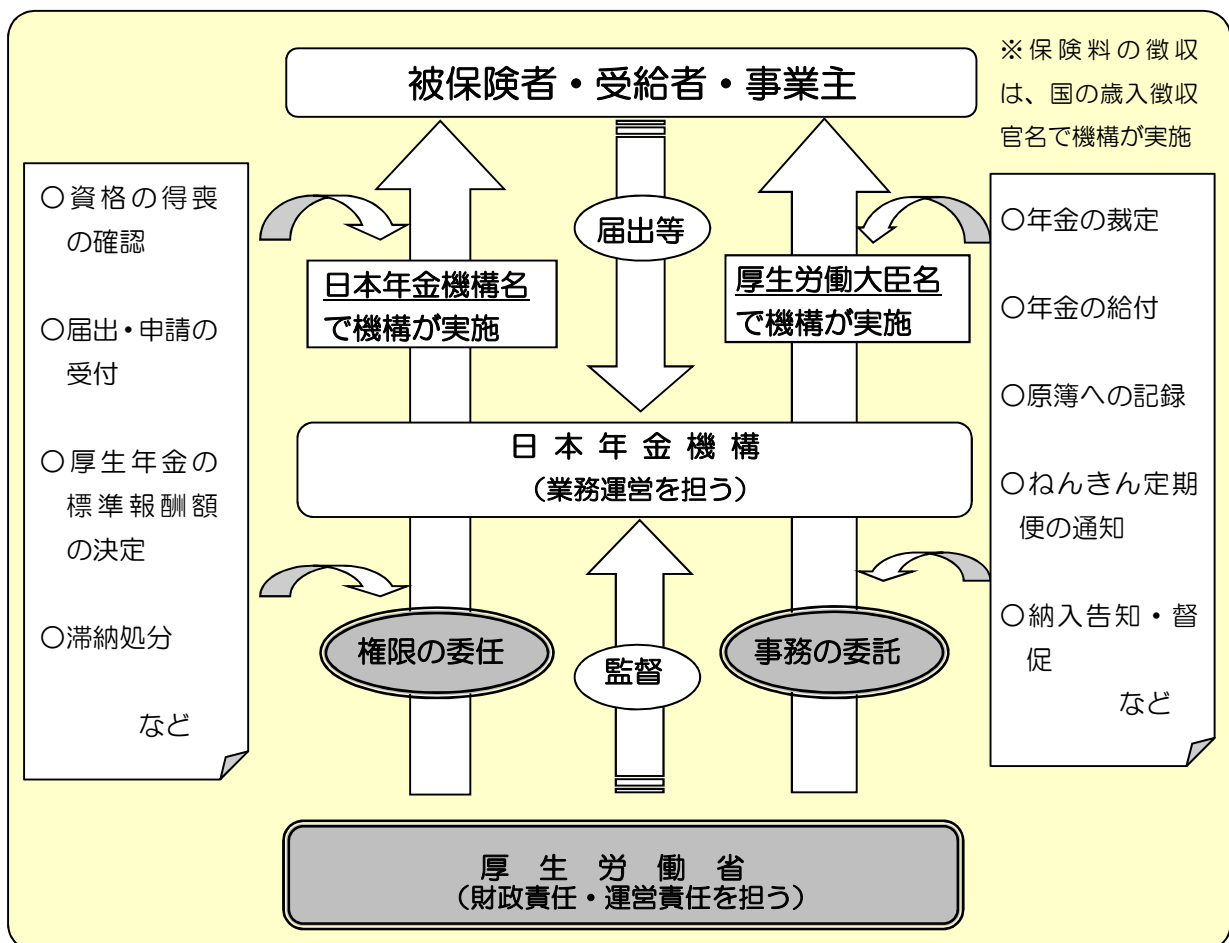 被保険者・受給者・事業主
※保険料の徴収
は、国の歳入徴収
官名で機構が実施
○資格の得喪
の確認
○届出・申請の
受付
○厚生年金の
標準報酬額
の決定
○滞納処分
など
日本年金機構名
で機構が実施
届出等
厚生労働大臣名
で機構が実施
○年金の裁定
○年金の給付
○原簿への記録
○ねんきん定期
便の通知
○納入告知・督
促
など
日本年金機構
（業務運営を担う）
権限の委任
監督
事務の委託
厚生労働省
（財政責任・運営責任を担う）